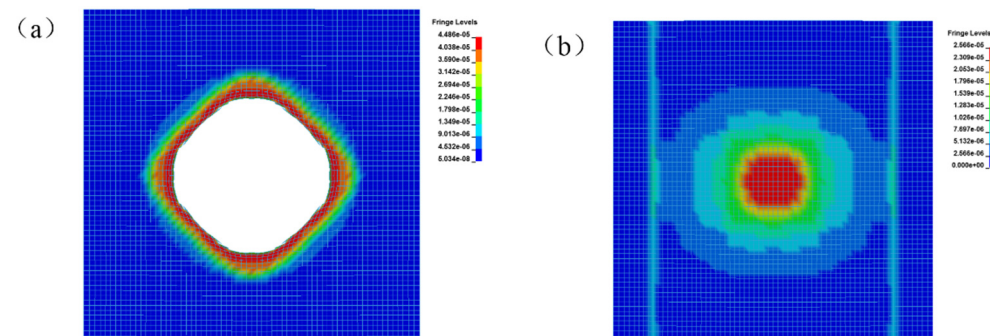 (a)
Fringe Levels
4.486e-05
4.038e-05
3.590e-05
3.142e-05
2.694e-05
2.246e-05
1.798e-05
1.349e-05
9.013e-06
4.532e-06
5.034e-08
(b)
Fringe Levels
2.566e-05
2.309e-05
2.053e-05
1.796e-05
1.539e-05
1.283e-05
1.026e-05
7.697e-06
5.132e-06
2.566e-06
0.000e+00